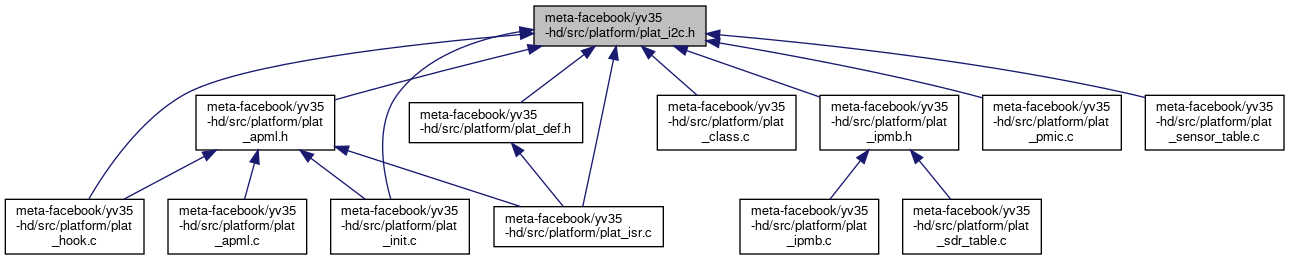 meta-facebook/yv35
-hd/src/platform/plat_i2c.h
meta-facebook/yv35
-hd/src/platform/plat
_apml.h
meta-facebook/yv35
-hd/src/platform/plat_def.h
meta-facebook/yv35
-hd/src/platform/plat
_class.c
meta-facebook/yv35
-hd/src/platform/plat
_ipmb.h
meta-facebook/yv35
-hd/src/platform/plat
_pmic.c
meta-facebook/yv35
-hd/src/platform/plat
_sensor_table.c
meta-facebook/yv35
-hd/src/platform/plat
_hook.c
meta-facebook/yv35
-hd/src/platform/plat
_apml.c
meta-facebook/yv35
-hd/src/platform/plat
_init.c
meta-facebook/yv35
-hd/src/platform/plat_isr.c
meta-facebook/yv35
-hd/src/platform/plat
_ipmb.c
meta-facebook/yv35
-hd/src/platform/plat
_sdr_table.c